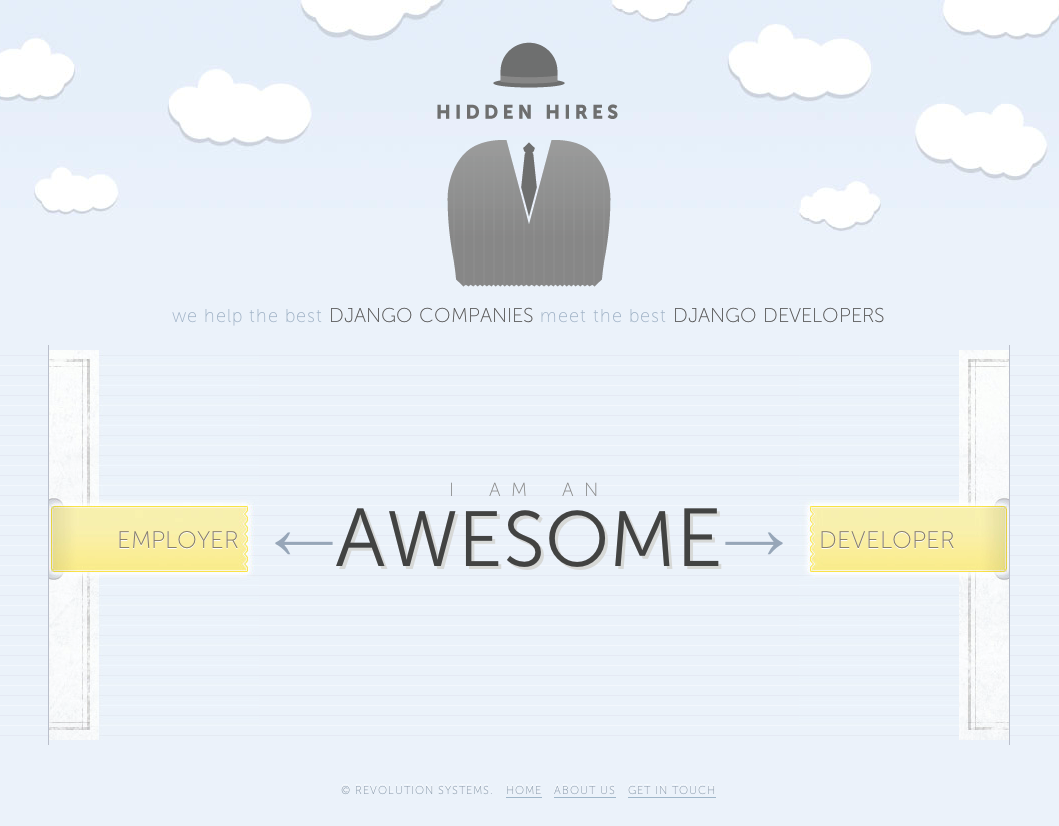 HIDDEN HIRES
we help the best DJANGO COMPANIES meet the best DJANGO DEVELOPERS
I AM AN
EMPLOYER ← AWESOME → DEVELOPER
© REVOLUTION SYSTEMS. HOME ABOUT US GET IN TOUCH